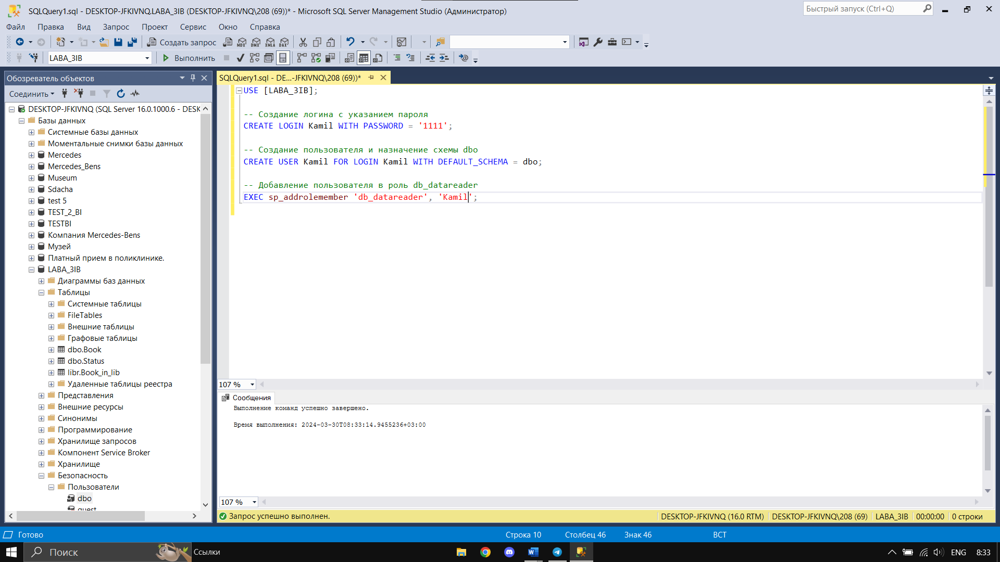 SQLQuery1.sql - DESKTOP-JFKIVNQ.LABA_3IB (DESKTOP-JFKIVNQ\208 (69))* - Microsoft SQL Server Management Studio (Администратор)
Быстрый запуск (Ctrl+Q)
Файл Правка Вид Запрос Проект Сервис Окно Справка
Создать запрос MDX DMX XMLA DAX
LABA_3IB Выполнить
Обозреватель объектов
Соединить
DESKTOP-JFKIVNQ (SQL Server 16.0.1000.6 - DESK
Базы данных
Системные базы данных
Моментальные снимки базы данных
Mercedes
Mercedes_Bens
Museum
Sdacha
test 5
TEST_2_BI
TESTBI
Компания Mercedes-Bens
Музей
Платный прием в поликлинике.
LABA_3IB
Диаграммы баз данных
Таблицы
Системные таблицы
FileTables
Внешние таблицы
Графовые таблицы
dbo.Book
dbo.Status
libr.Book_in_lib
Удаленные таблицы реестра
Представления
Внешние ресурсы
Синонимы
Программирование
Хранилище запросов
Компонент Service Broker
Хранилище
Безопасность
Пользователи
dbo
guest
SQLQuery1.sql - DE...-JFKIVNQ\208 (69))*
USE [LABA_3IB];
-- Создание логина с указанием пароля
CREATE LOGIN Kamil WITH PASSWORD = '1111';
-- Создание пользователя и назначение схемы dbo
CREATE USER Kamil FOR LOGIN Kamil WITH DEFAULT_SCHEMA = dbo;
-- Добавление пользователя в роль db_datareader
EXEC sp_addrolemember 'db_datareader', 'Kamil';
107 %
Сообщения
Выполнение команд успешно завершено.
Время выполнения: 2024-03-30T08:33:14.9455236+03:00
107 %
Запрос успешно выполнен.
DESKTOP-JFKIVNQ (16.0 RTM) DESKTOP-JFKIVNQ\208 (69) LABA_3IB 00:00:00 0 строки
Готово
Строка 10 Столбец 46 Знак 46 ВСТ
Поиск Ссылки
ENG 8:33